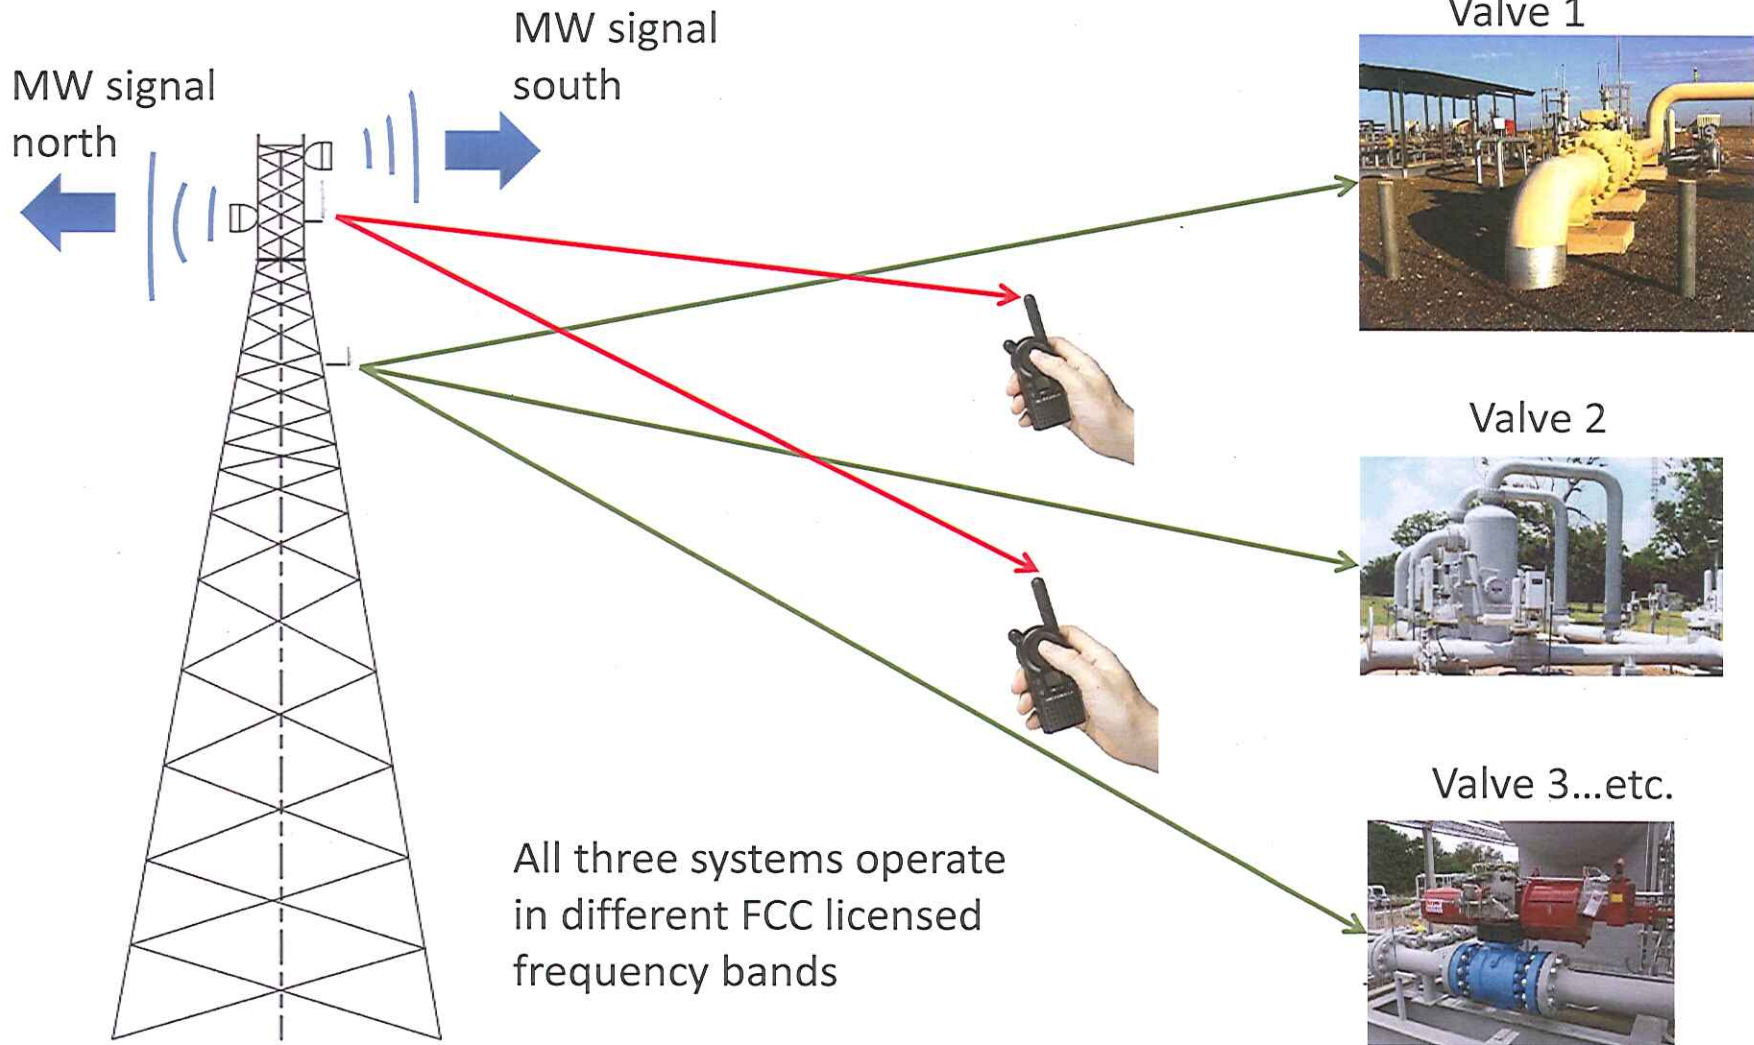 MW signal
north
MW signal
south
Valve 1
Valve 2
Valve 3...etc.
All three systems operate
in different FCC licensed
frequency bands